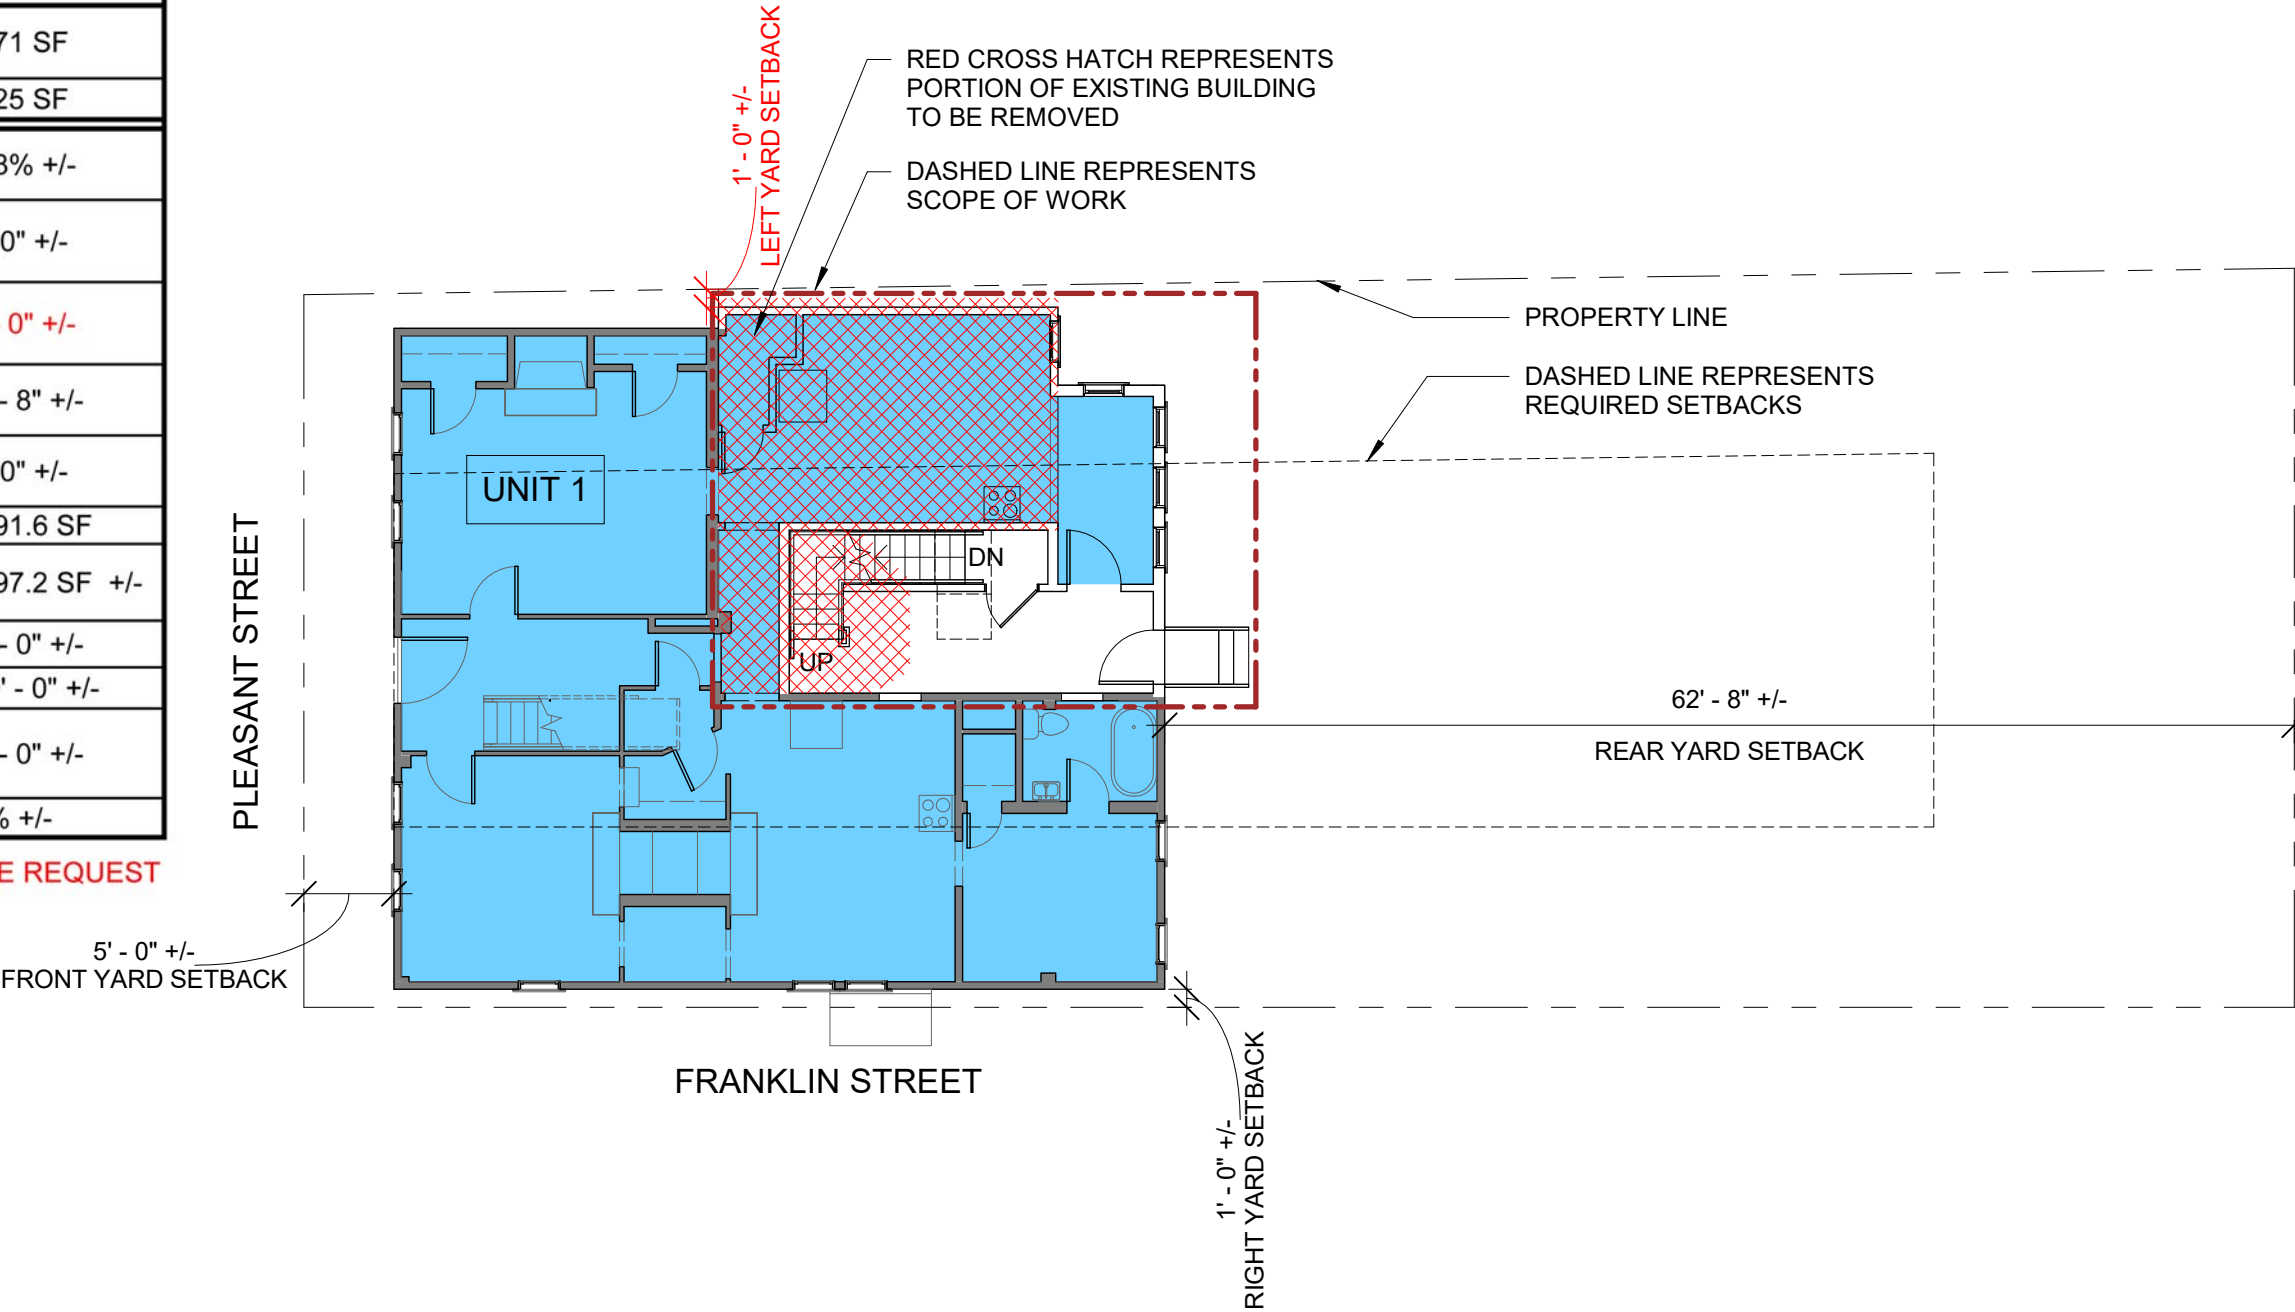 71 SF
25 SF
3% +/-
0" +/-
0" +/-
- 8" +/-
0" +/-
91.6 SF
97.2 SF +/-
- 0" +/-
' - 0" +/-
- 0" +/-
% +/-
E REQUEST
1' - 0" +/-
LEFT YARD SETBACK
RED CROSS HATCH REPRESENTS
PORTION OF EXISTING BUILDING
TO BE REMOVED
DASHED LINE REPRESENTS
SCOPE OF WORK
PROPERTY LINE
DASHED LINE REPRESENTS
REQUIRED SETBACKS
UNIT 1
DN
UP
PLEASANT STREET
62' - 8" +/-
REAR YARD SETBACK
5' - 0" +/-
FRONT YARD SETBACK
FRANKLIN STREET
1' - 0" +/-
RIGHT YARD SETBACK